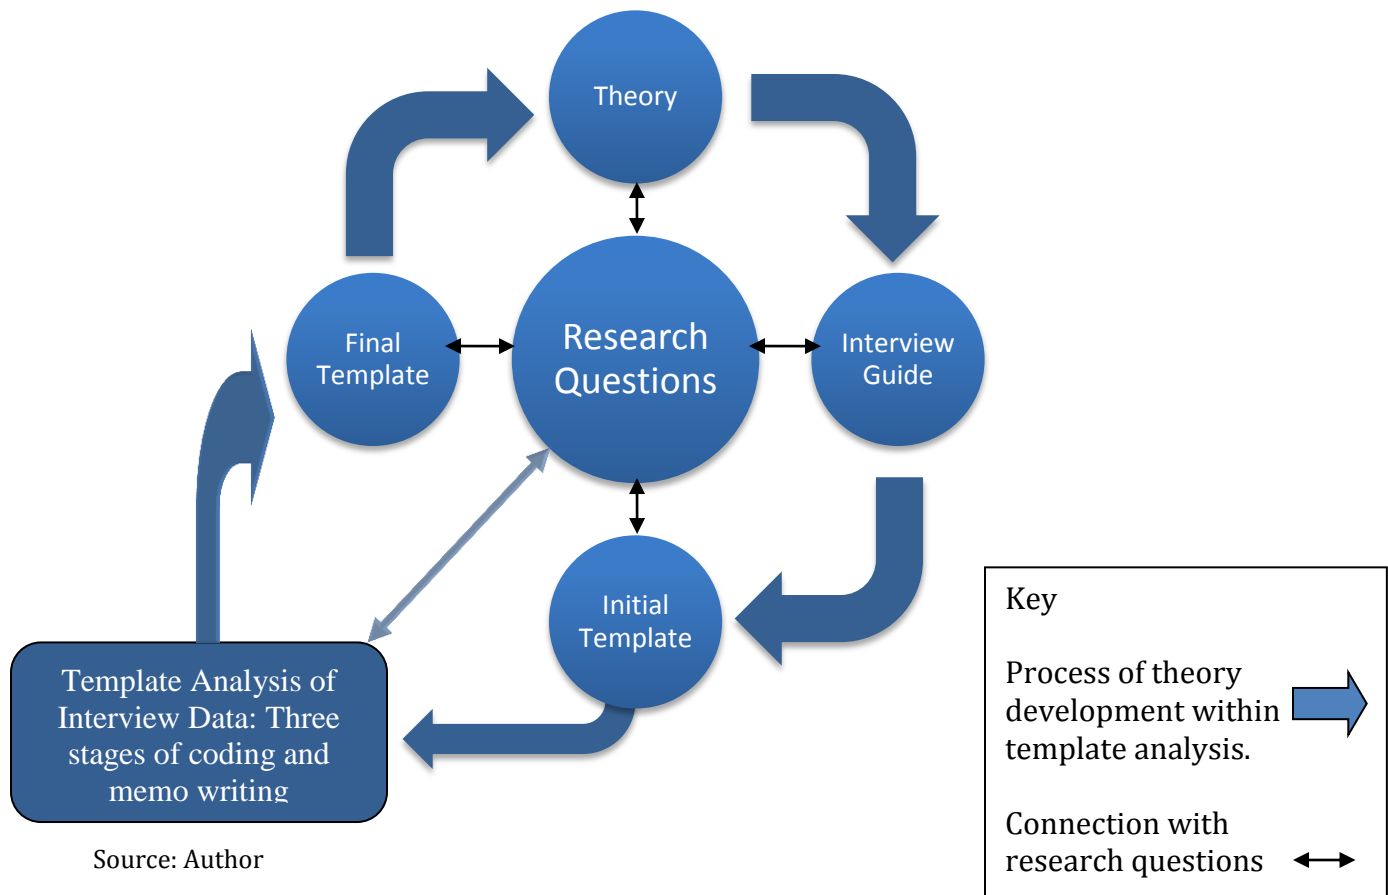 Theory
Final
Template
Research
Questions
Interview
Guide
Initial
Template
Template Analysis of
Interview Data: Three
stages of coding and
memo writing
Source: Author
Key
Process of theory
development within
template analysis.
Connection with
research questions